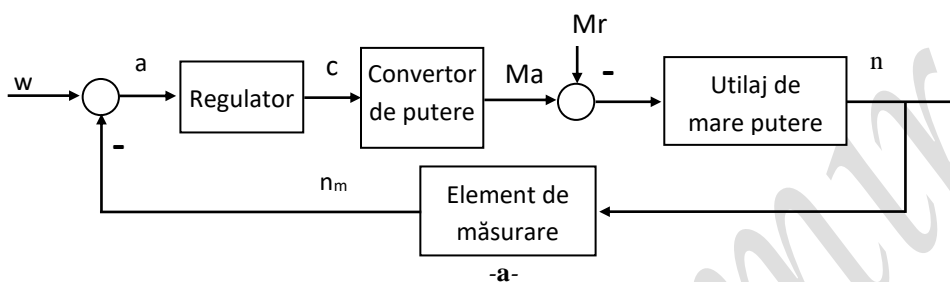 Mr
w
a
Regulator
c
Convertor
de putere
Ma
-
Utilaj de
mare putere
n
-
nₘ
Element de
măsurare
-a-